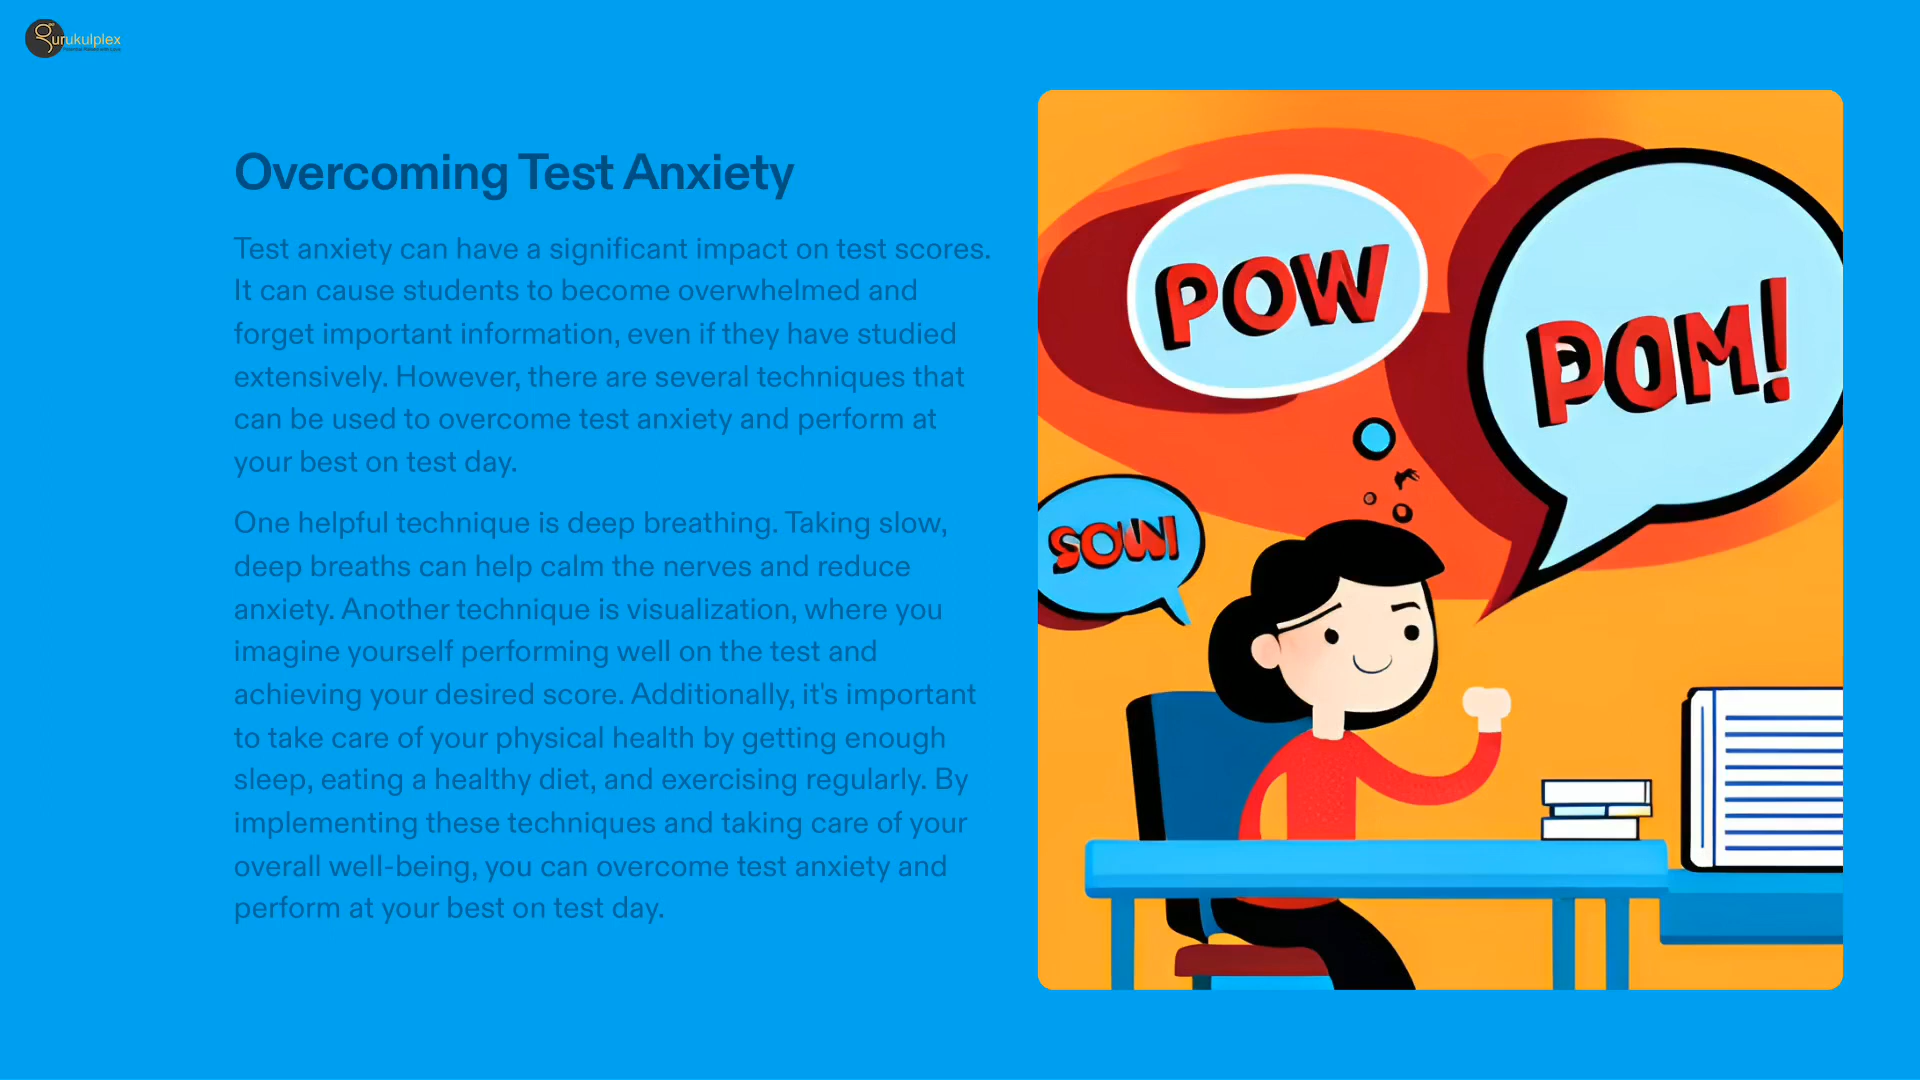 gurukulplex
Overcoming Test Anxiety
Test anxiety can have a significant impact on test scores.
It can cause students to become overwhelmed and
forget important information, even if they have studied
extensively. However, there are several techniques that
can be used to overcome test anxiety and perform at
your best on test day.
One helpful technique is deep breathing. Taking slow,
deep breaths can help calm the nerves and reduce
anxiety. Another technique is visualization, where you
imagine yourself performing well on the test and
achieving your desired score. Additionally, it's important
to take care of your physical health by getting enough
sleep, eating a healthy diet, and exercising regularly. By
implementing these techniques and taking care of your
overall well-being, you can overcome test anxiety and
perform at your best on test day.
POW
POM!